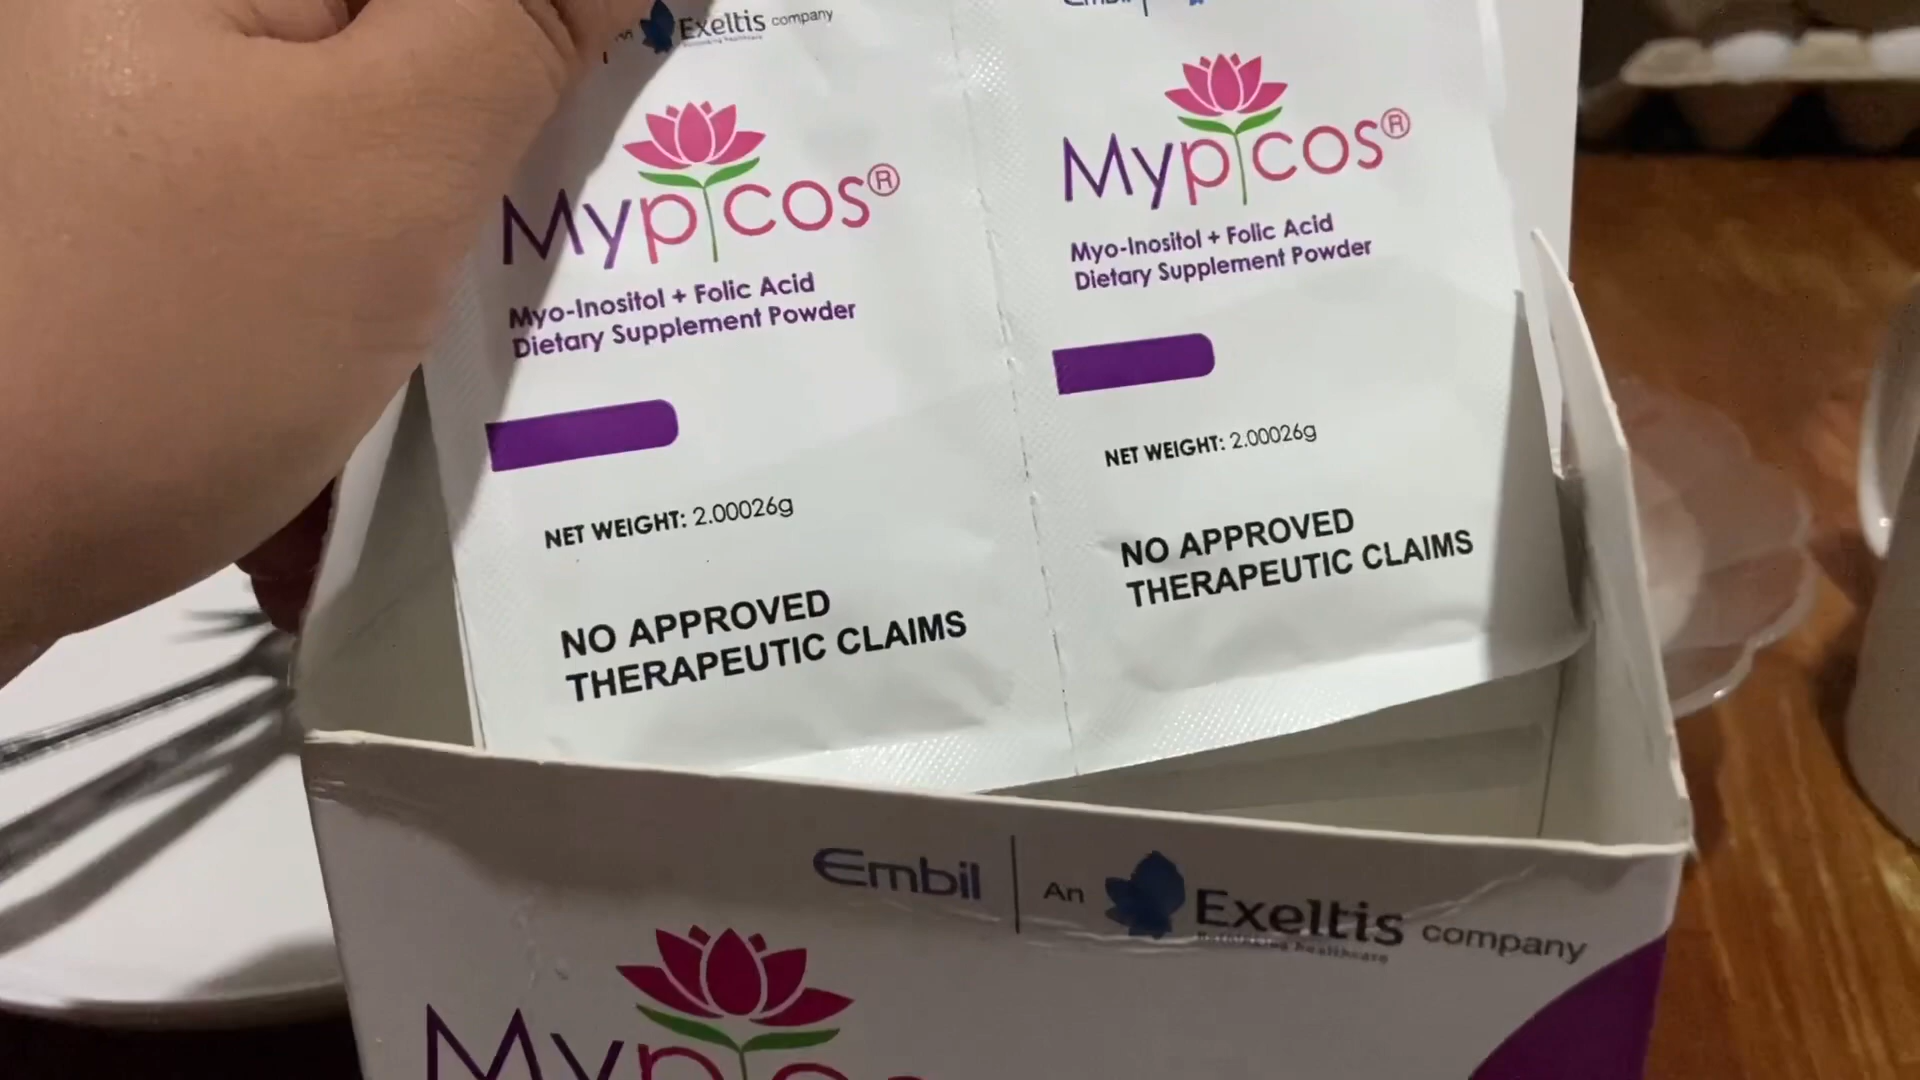 Exeltis company
Mypcos®
Myo-Inositol + Folic Acid
Dietary Supplement Powder
NET WEIGHT: 2.00026g
NO APPROVED
THERAPEUTIC CLAIMS
Mypcos®
Myo-Inositol + Folic Acid
Dietary Supplement Powder
NET WEIGHT: 2.00026g
NO APPROVED
THERAPEUTIC CLAIMS
Embil | An Exeltis company
Rethinking healthcare